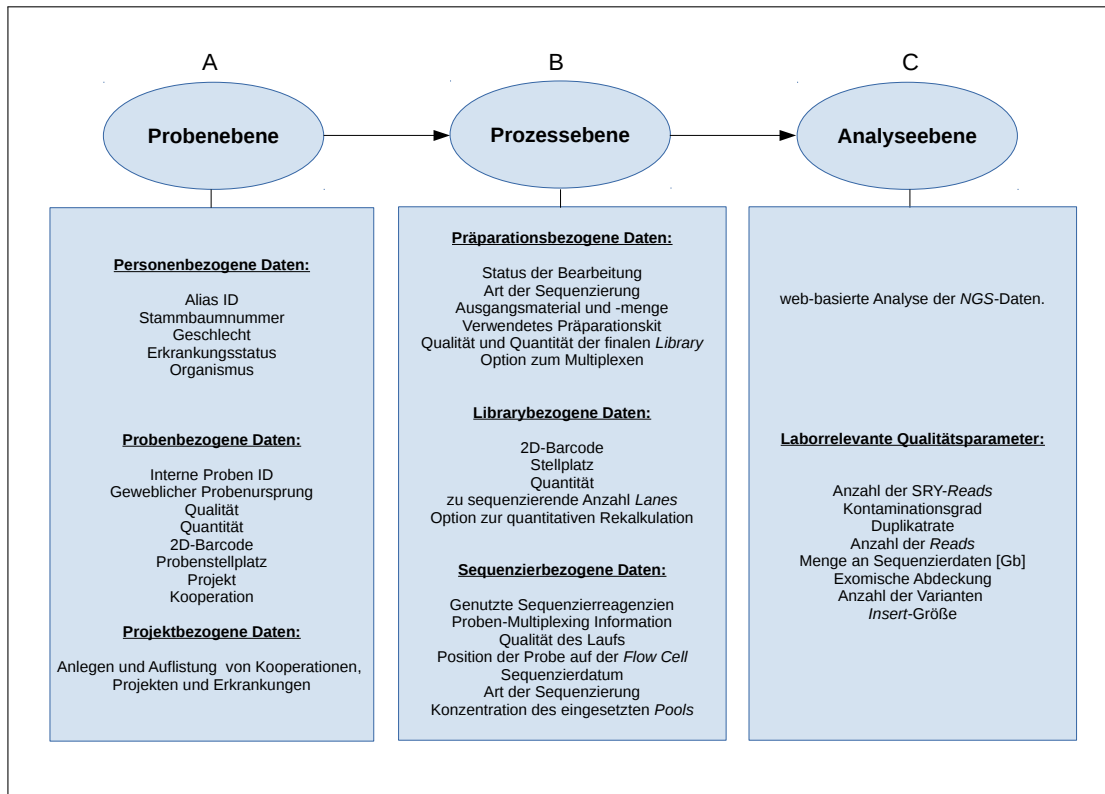 A
Probenebene
Personenbezogene Daten:
Alias ID
Stammbaumnummer
Geschlecht
Erkrankungsstatus
Organismus
Probenbezogene Daten:
Interne Proben ID
Geweblicher Probenursprung
Qualität
Quantität
2D-Barcode
Probenstellplatz
Projekt
Kooperation
Projektbezogene Daten:
Anlegen und Auflistung von Kooperationen,
Projekten und Erkrankungen
B
Prozessebene
Präparationsbezogene Daten:
Status der Bearbeitung
Art der Sequenzierung
Ausgangsmaterial und -menge
Verwendetes Präparationskit
Qualität und Quantität der finalen Library
Option zum Multiplexen
Librarybezogene Daten:
2D-Barcode
Stellplatz
Quantität
zu sequenzierende Anzahl Lanes
Option zur quantitativen Rekalkulation
Sequenzierbezogene Daten:
Genutzte Sequenzierreagenzien
Proben-Multiplexing Information
Qualität des Laufs
Position der Probe auf der Flow Cell
Sequenzierdatum
Art der Sequenzierung
Konzentration des eingesetzten Pools
C
Analyseebene
web-basierte Analyse der NGS-Daten.
Laborrelevante Qualitätsparameter:
Anzahl der SRY-Reads
Kontaminationsgrad
Duplikatrate
Anzahl der Reads
Menge an Sequenzierdaten [Gb]
Exomische Abdeckung
Anzahl der Varianten
Insert-Größe